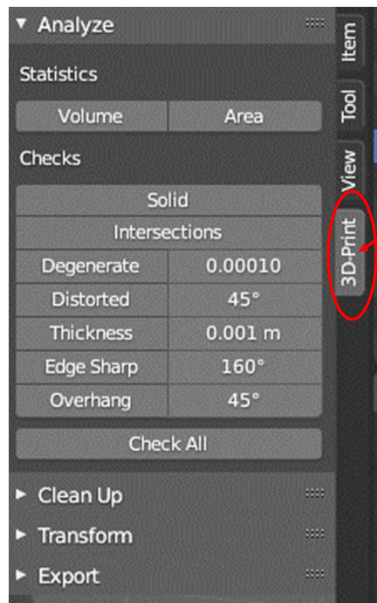 Analyze
Statistics
Volume Area
Checks
Solid
Intersections
Degenerate 0.00010
Distorted 45°
Thickness 0.001 m
Edge Sharp 160°
Overhang 45°
Check All
Clean Up
Transform
Export
Item
Tool
View
3D-Print